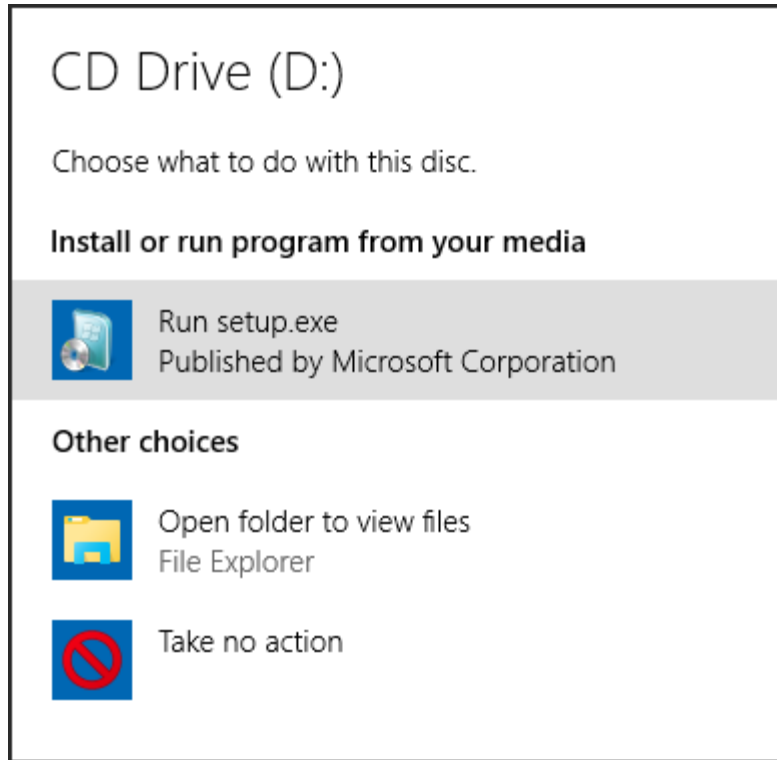 CD Drive (D:)
Choose what to do with this disc.
Install or run program from your media
Run setup.exe
Published by Microsoft Corporation
Other choices
Open folder to view files
File Explorer
Take no action